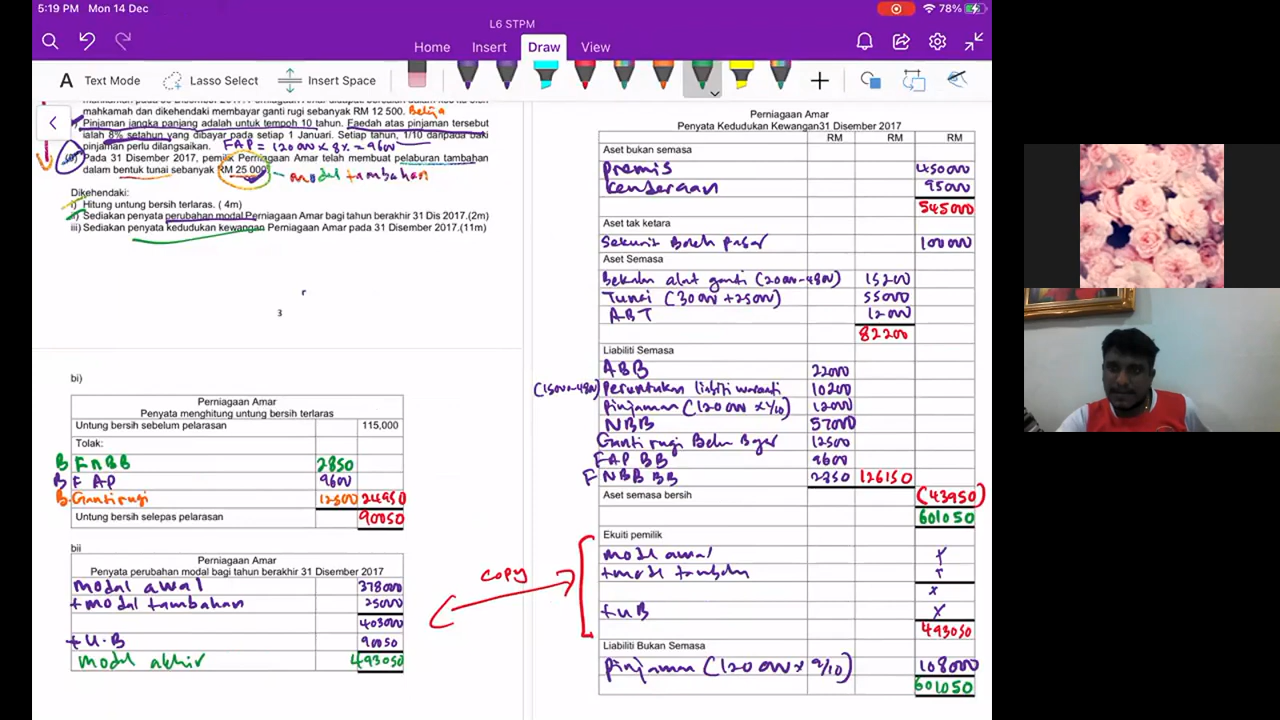 5:19 PM Mon 14 Dec
78%
L6 STPM
Home Insert Draw View
Text Mode Lasso Select Insert Space
mahkamah dan dikehendaki membayar ganti rugi sebanyak RM 12 500. Belanja
Pinjaman jangka panjang adalah untuk tempoh 10 tahun. Faedah atas pinjaman tersebut
ialah 8% setahun yang dibayar pada setiap 1 Januari. Setiap tahun, 1/10 daripada baki
pinjaman perlu dilangsaikan. FAP = 120000 x 8% = 9600
Pada 31 Disember 2017, pemilik Perniagaan Amar telah membuat pelaburan tambahan
dalam bentuk tunai sebanyak RM 25 000 - modal tambahan
Dikehendaki:
i) Hitung untung bersih terlaras. ( 4m)
ii) Sediakan penyata perubahan modal Perniagaan Amar bagi tahun berakhir 31 Dis 2017.(2m)
iii) Sediakan penyata kedudukan kewangan Perniagaan Amar pada 31 Disember 2017.(11m)
r
3
bi)
Perniagaan Amar
Penyata menghitung untung bersih terlaras
Untung bersih sebelum pelarasan 115,000
Tolak:
B F NBB 2850
B F AP 9600
B. Ganti rugi 12500 24950
Untung bersih selepas pelarasan 90050
bii
Perniagaan Amar
Penyata perubahan modal bagi tahun berakhir 31 Disember 2017
Modal awal 378000
+ modal tambahan 25000
403000
+ U.B 90050
modal akhir 493050
copy
Perniagaan Amar
Penyata Kedudukan Kewangan31 Disember 2017
RM RM RM
Aset bukan semasa
premis 450000
kenderaan 95000
545000
Aset tak ketara
Sekuriti Boleh pasar 100000
Aset Semasa
Bekalan alat ganti (20000-4800) 15200
Tunai (30000+25000) 55000
ABT 12000
82200
Liabiliti Semasa
ABB 22000
(15000-4800) Peruntukan liabiliti waranti 10200
Pinjaman (120000 x 1/10) 12000
NBB 57000
Ganti rugi Belum Bayar 12500
FAP BB 9600
F NBB BB 2850 126150
Aset semasa bersih (43950)
601050
Ekuiti pemilik
modal awal x
+ modal tambahan
x
+ UB x
493050
Liabiliti Bukan Semasa
pinjaman (120000 x 9/10) 108000
601050